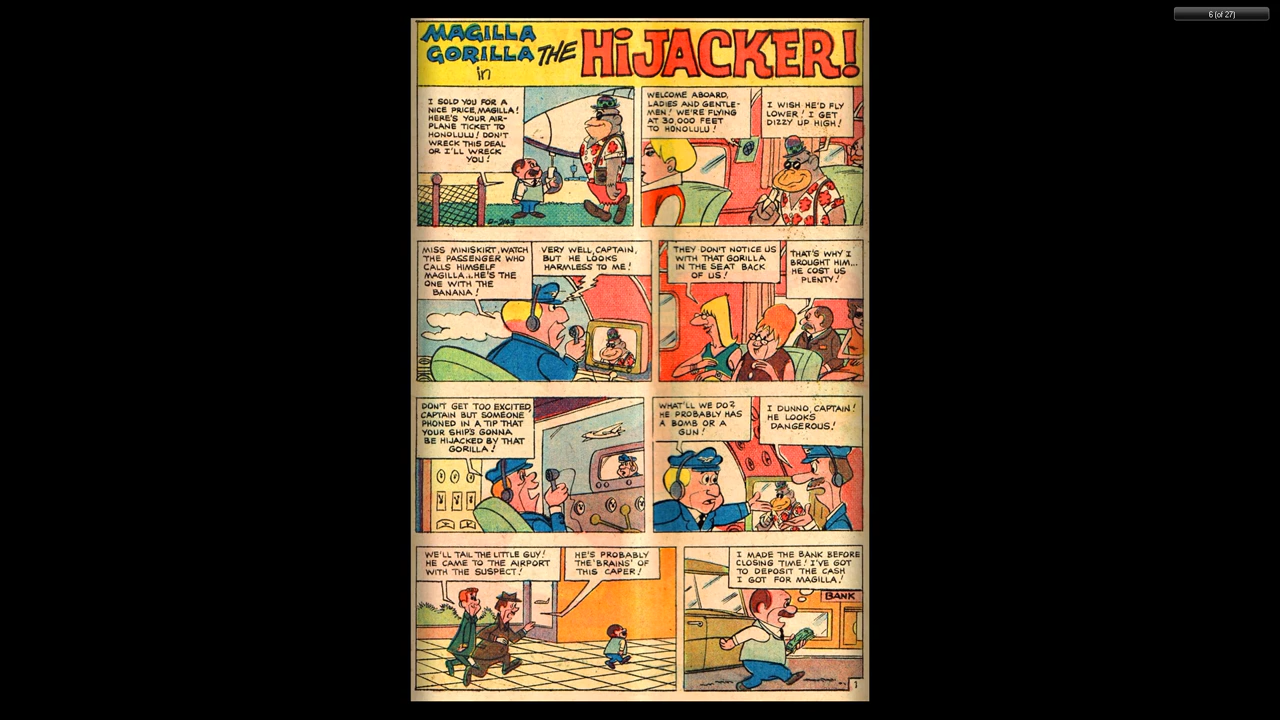 6 (of 27)
MAGILLA
GORILLA
in
THE
HiJACKER!
I SOLD YOU FOR A
NICE PRICE, MAGILLA!
HERE'S YOUR AIR-
PLANE TICKET TO
HONOLULU! DON'T
WRECK THIS DEAL
OR I'LL WRECK
YOU!
WELCOME ABOARD,
LADIES AND GENTLE-
MEN! WE'RE FLYING
AT 30,000 FEET
TO HONOLULU!
I WISH HE'D FLY
LOWER! I GET
DIZZY UP HIGH!
MISS MINISKIRT, WATCH
THE PASSENGER WHO
CALLS HIMSELF
MAGILLA... HE'S THE
ONE WITH THE
BANANA!
VERY WELL, CAPTAIN,
BUT HE LOOKS
HARMLESS TO ME!
THEY DON'T NOTICE US
WITH THAT GORILLA
IN THE SEAT BACK
OF US!
THAT'S WHY I
BROUGHT HIM...
HE COST US
PLENTY!
DON'T GET TOO EXCITED,
CAPTAIN BUT SOMEONE
PHONED IN A TIP THAT
YOUR SHIP'S GONNA
BE HIJACKED BY THAT
GORILLA!
WHAT'LL WE DO?
HE PROBABLY HAS
A BOMB OR A
GUN!
I DUNNO, CAPTAIN!
HE LOOKS
DANGEROUS!
WE'LL TAIL THE LITTLE GUY!
HE CAME TO THE AIRPORT
WITH THE SUSPECT!
HE'S PROBABLY
THE 'BRAINS' OF
THIS CAPER!
I MADE THE BANK BEFORE
CLOSING TIME! I'VE GOT
TO DEPOSIT THE CASH
I GOT FOR MAGILLA!
BANK
1